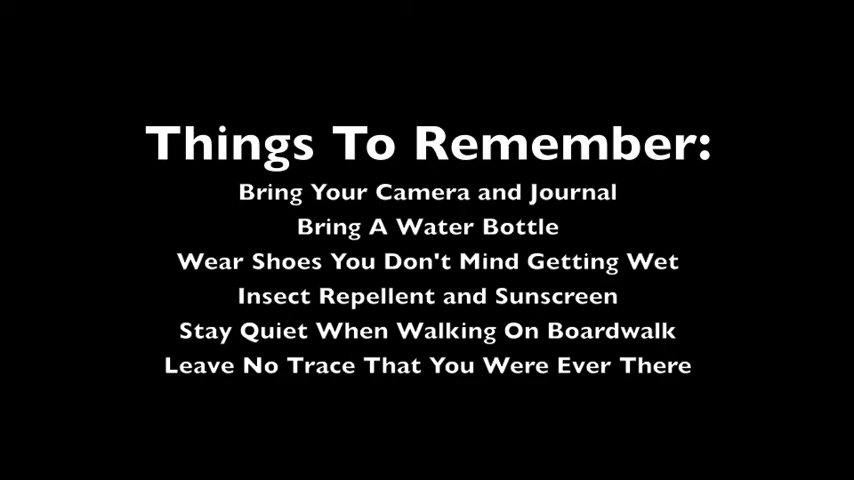 Things To Remember:
Bring Your Camera and Journal
Bring A Water Bottle
Wear Shoes You Don't Mind Getting Wet
Insect Repellent and Sunscreen
Stay Quiet When Walking On Boardwalk
Leave No Trace That You Were Ever There